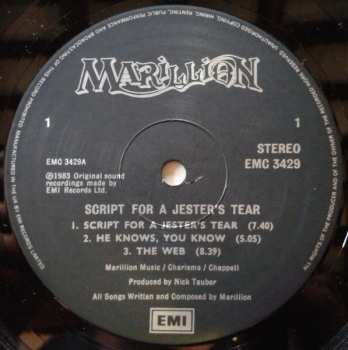 MARILLION
1
1
EMC 3429A
STEREO
EMC 3429
Ⓟ1983 Original sound
recordings made by
EMI Records Ltd.
SCRIPT FOR A JESTER'S TEAR
1. SCRIPT FOR A JESTER'S TEAR (7.40)
2. HE KNOWS, YOU KNOW (5.05)
3. THE WEB (8.39)
Marillion Music / Charisma / Chappell
Produced by Nick Tauber
All Songs Written and Composed by Marillion
EMI